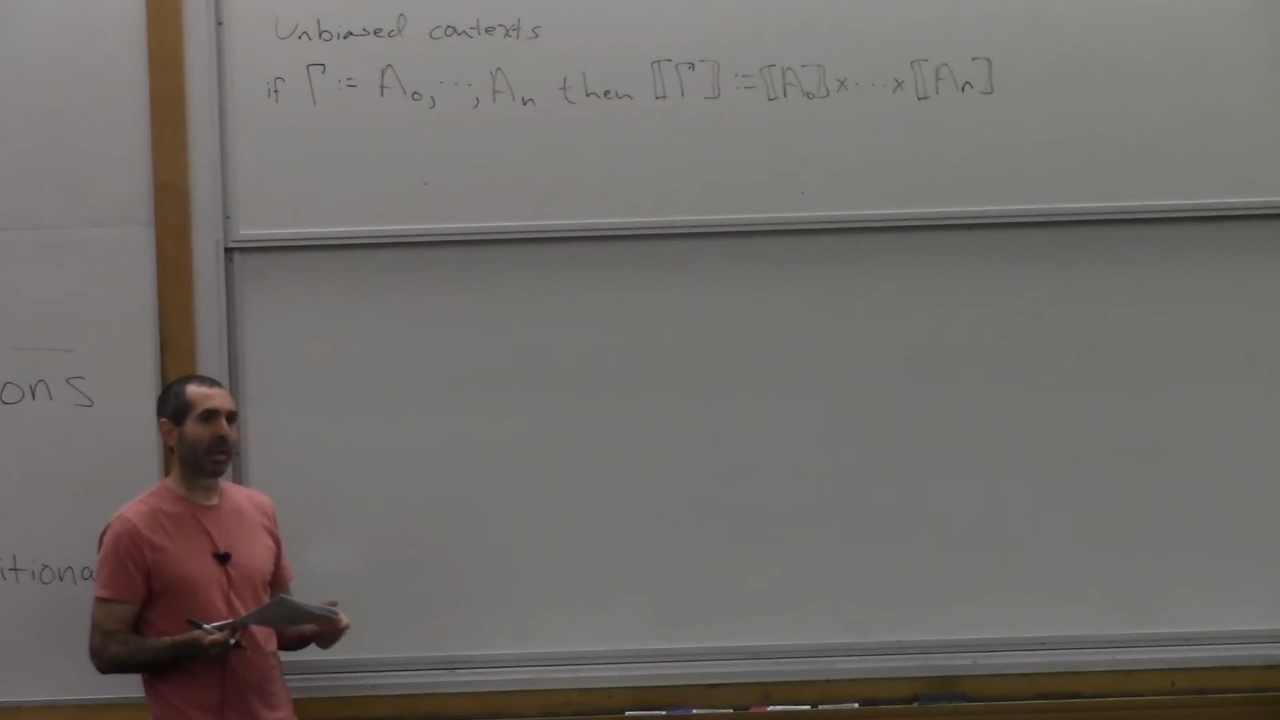 Unbiased contexts
if Γ := A₀, ⋯, Aₙ then ⟦Γ⟧ := ⟦A₀⟧ × ⋯ × ⟦Aₙ⟧
ons
itiona